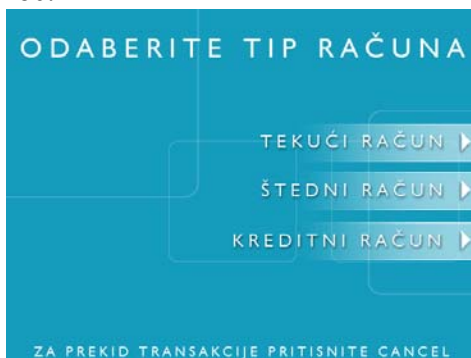 ODABERITE TIP RAČUNA
TEKUĆI RAČUN
ŠTEDNI RAČUN
KREDITNI RAČUN
ZA PREKID TRANSAKCIJE PRITISNITE CANCEL